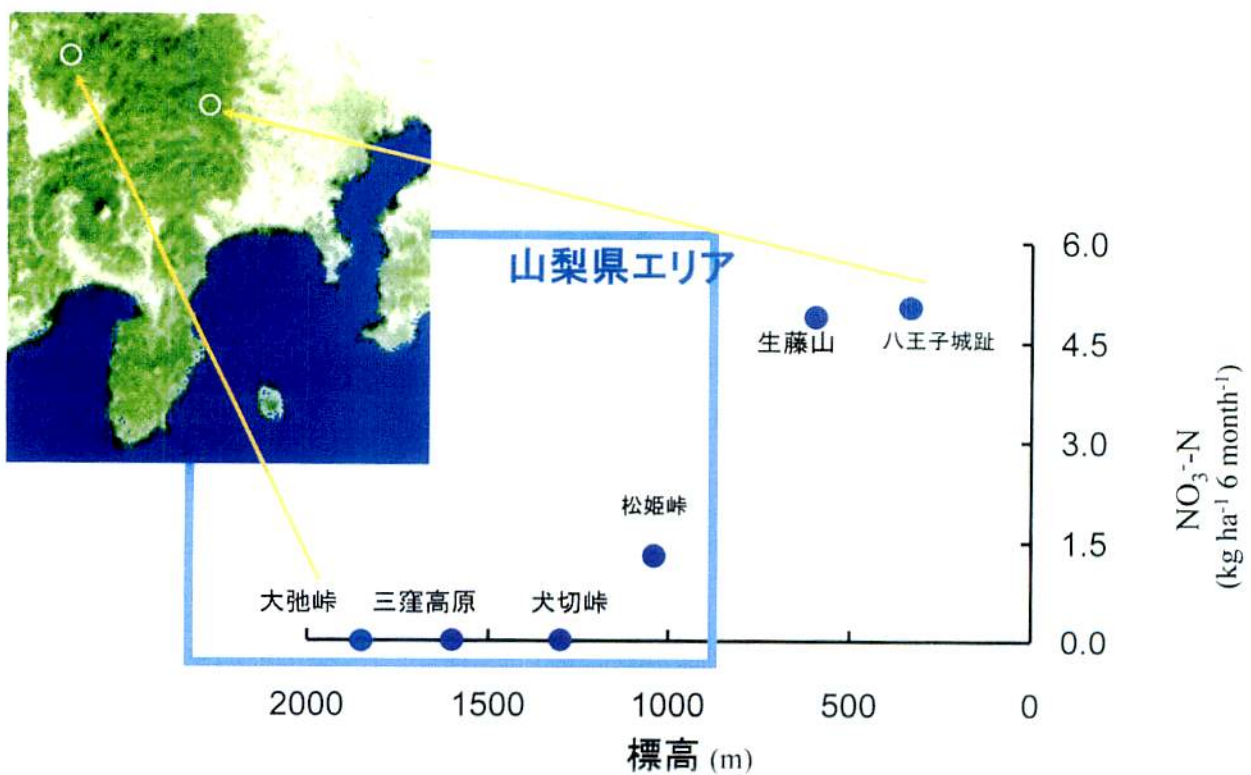 山梨県エリア
6.0
生藤山
八王子城趾
4.5
3.0
松姫峠
1.5
大弛峠 三窪高原 犬切峠
0.0
2000 1500 1000 500 0
標高 (m)
NO₃⁻-N
(kg ha⁻¹ 6 month⁻¹)